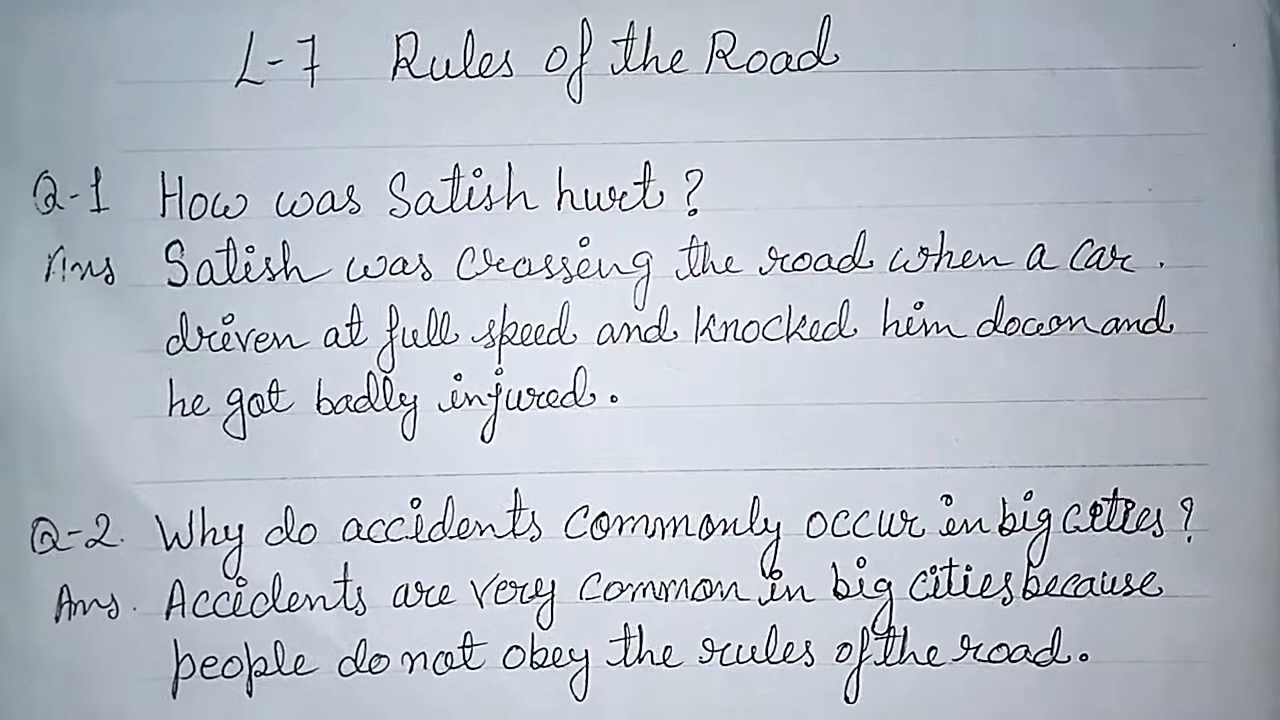 L-7 Rules of the Road
Q-1 How was Satish hurt?
Ans Satish was crossing the road when a car.
driven at full speed and knocked him down and
he got badly injured.
Q-2. Why do accidents commonly occur in big cities?
Ans. Accidents are very common in big cities because
people do not obey the rules of the road.